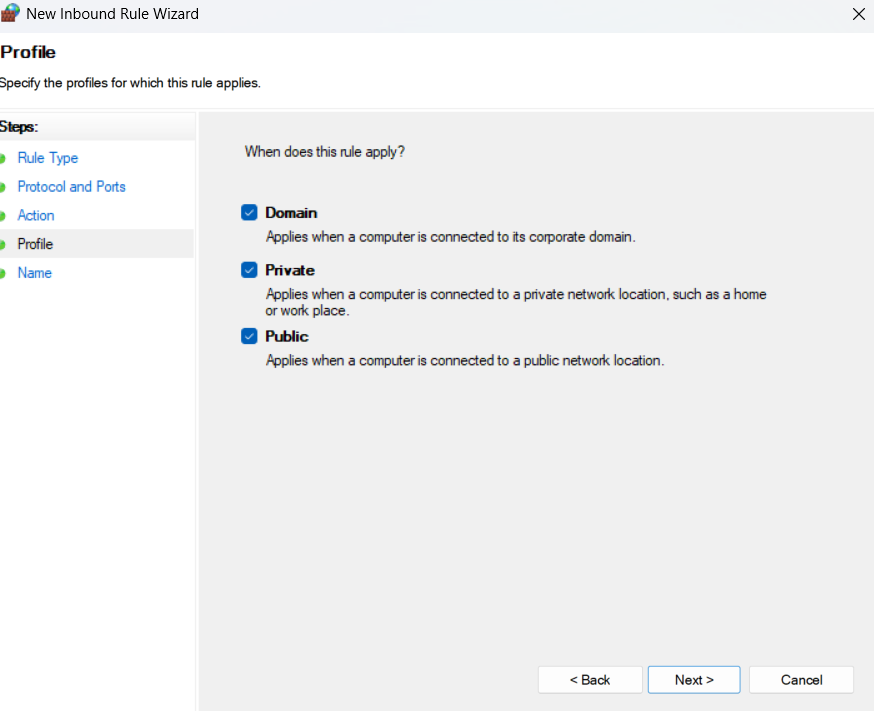 New Inbound Rule Wizard
Profile
Specify the profiles for which this rule applies.
Steps:
Rule Type
Protocol and Ports
Action
Profile
Name
When does this rule apply?
Domain
Applies when a computer is connected to its corporate domain.
Private
Applies when a computer is connected to a private network location, such as a home
or work place.
Public
Applies when a computer is connected to a public network location.
< Back
Next >
Cancel